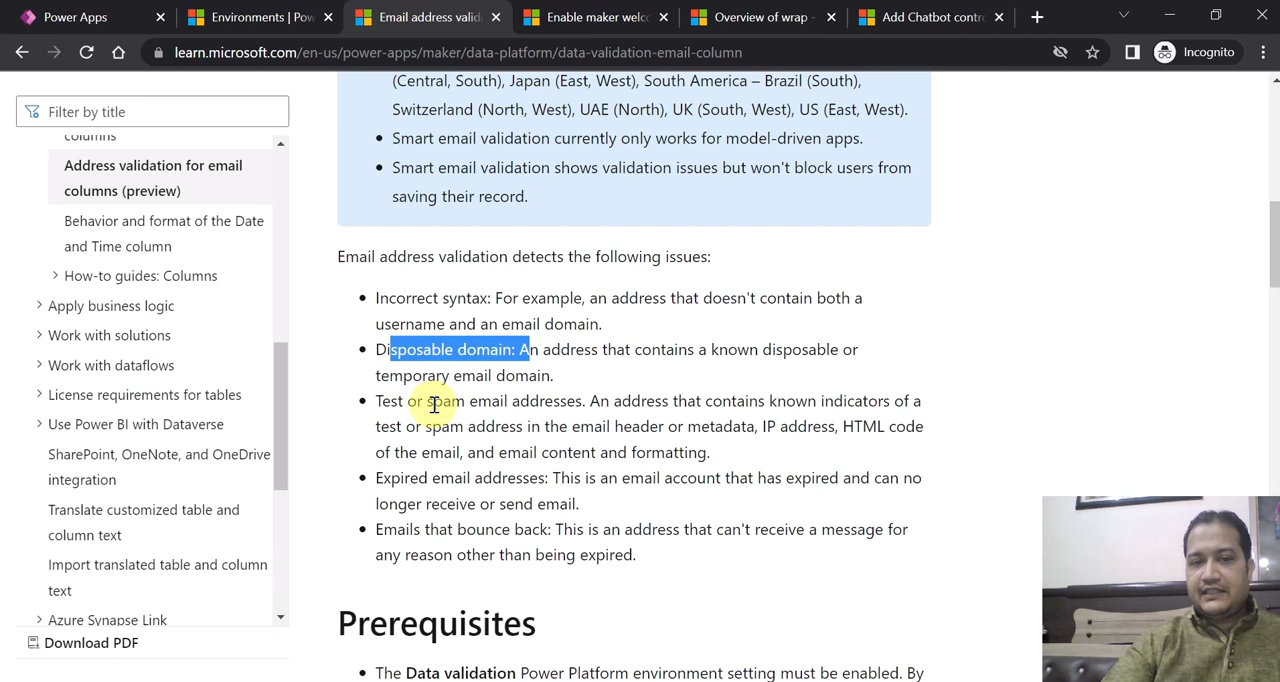 Power Apps
Environments | Pow
Email address valid
Enable maker welco
Overview of wrap -
Add Chatbot contro
learn.microsoft.com/en-us/power-apps/maker/data-platform/data-validation-email-column
Incognito
Filter by title
columns
Address validation for email
columns (preview)
Behavior and format of the Date
and Time column
How-to guides: Columns
Apply business logic
Work with solutions
Work with dataflows
License requirements for tables
Use Power BI with Dataverse
SharePoint, OneNote, and OneDrive
integration
Translate customized table and
column text
Import translated table and column
text
Azure Synapse Link
Download PDF
(Central, South), Japan (East, West), South America – Brazil (South),
Switzerland (North, West), UAE (North), UK (South, West), US (East, West).
• Smart email validation currently only works for model-driven apps.
• Smart email validation shows validation issues but won't block users from
saving their record.
Email address validation detects the following issues:
• Incorrect syntax: For example, an address that doesn't contain both a
username and an email domain.
• Disposable domain: An address that contains a known disposable or
temporary email domain.
• Test or spam email addresses. An address that contains known indicators of a
test or spam address in the email header or metadata, IP address, HTML code
of the email, and email content and formatting.
• Expired email addresses: This is an email account that has expired and can no
longer receive or send email.
• Emails that bounce back: This is an address that can't receive a message for
any reason other than being expired.
Prerequisites
• The Data validation Power Platform environment setting must be enabled. By